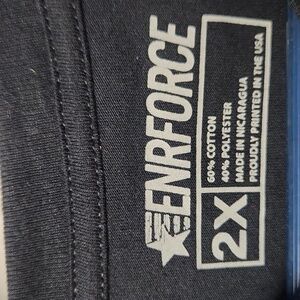 ENRFORCE
2X
60% COTTON
40% POLYESTER
MADE IN NICARAGUA
PROUDLY PRINTED IN THE USA